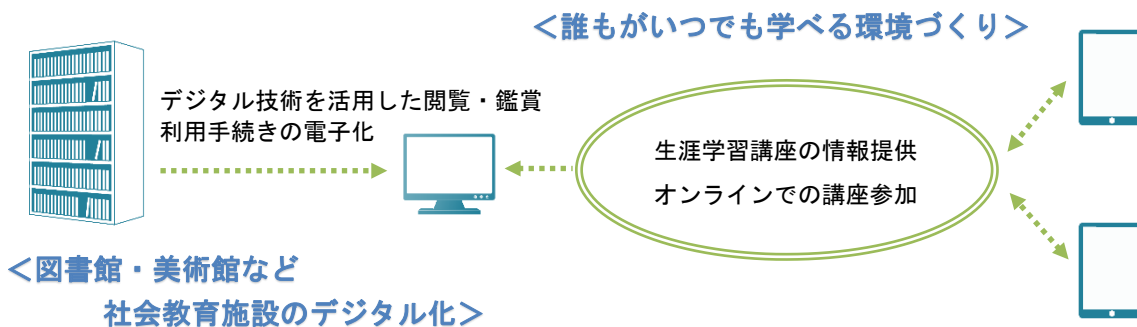 ＜誰もがいつでも学べる環境づくり＞
デジタル技術を活用した閲覧・鑑賞
利用手続きの電子化
生涯学習講座の情報提供
オンラインでの講座参加
＜図書館・美術館など
社会教育施設のデジタル化＞